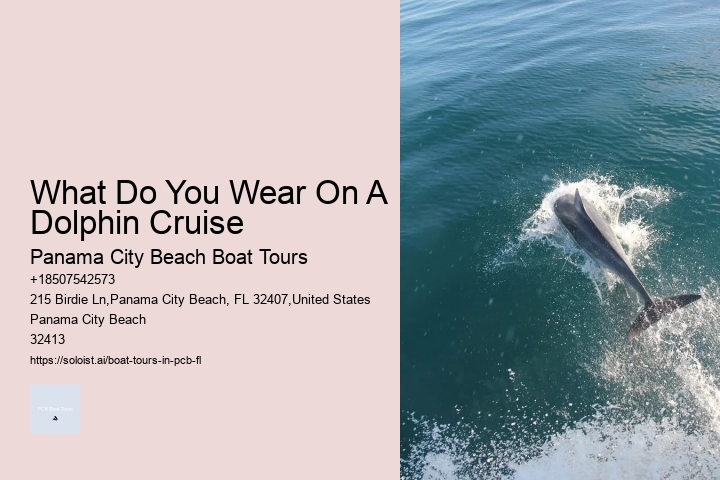 What Do You Wear On A
Dolphin Cruise
Panama City Beach Boat Tours
+18507542573
215 Birdie Ln,Panama City Beach, FL 32407,United States
Panama City Beach
32413
https://soloist.ai/boat-tours-in-pcb-fl